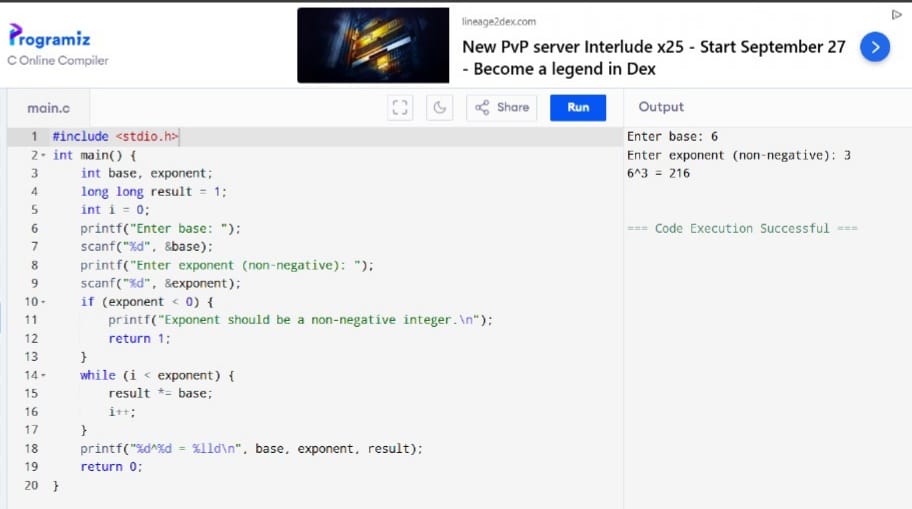 Programiz
C Online Compiler
lineage2dex.com
New PvP server Interlude x25 - Start September 27
- Become a legend in Dex
main.c
Share
Run
Output
1 #include <stdio.h>
2 int main() {
3     int base, exponent;
4     long long result = 1;
5     int i = 0;
6     printf("Enter base: ");
7     scanf("%d", &base);
8     printf("Enter exponent (non-negative): ");
9     scanf("%d", &exponent);
10     if (exponent < 0) {
11         printf("Exponent should be a non-negative integer.\n");
12         return 1;
13     }
14     while (i < exponent) {
15         result *= base;
16         i++;
17     }
18     printf("%d^%d = %lld\n", base, exponent, result);
19     return 0;
20 }
Enter base: 6
Enter exponent (non-negative): 3
6^3 = 216
=== Code Execution Successful ===